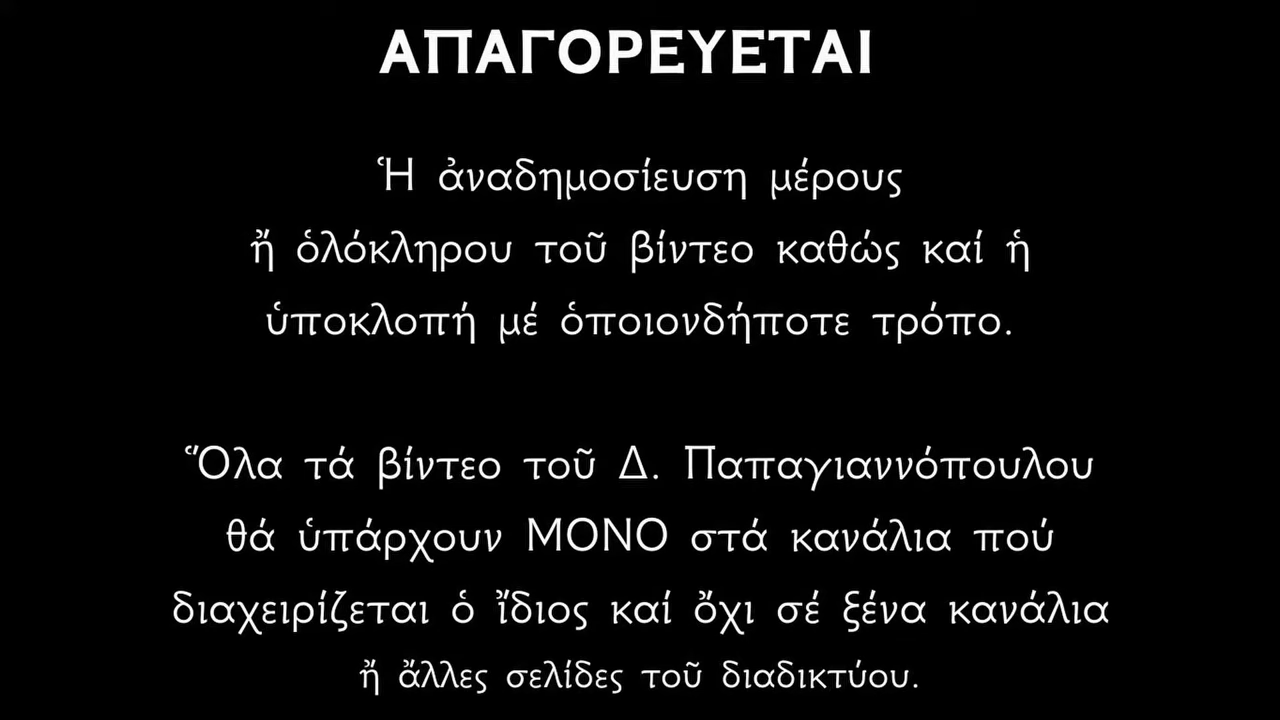 ΑΠΑΓΟΡΕΥΕΤΑΙ
Ἡ ἀναδημοσίευση μέρους
ἤ ὁλόκληρου τοῦ βίντεο καθώς καί ἡ
ὑποκλοπή μέ ὁποιονδήποτε τρόπο.
Ὅλα τά βίντεο τοῦ Δ. Παπαγιαννόπουλου
θά ὑπάρχουν ΜΟΝΟ στά κανάλια πού
διαχειρίζεται ὁ ἴδιος καί ὄχι σέ ξένα κανάλια
ἤ ἄλλες σελίδες τοῦ διαδικτύου.